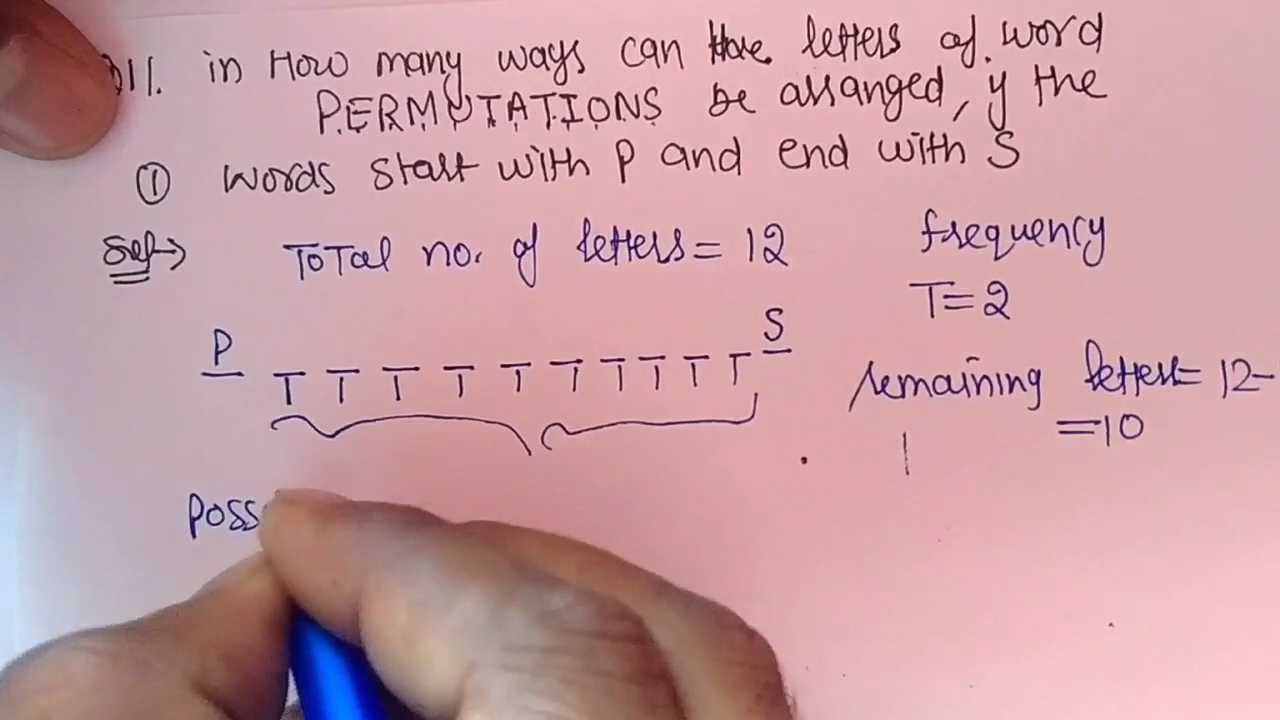 Q11. in How many ways can the letters of word
PERMUTATIONS be arranged, if the
① words start with P and end with S
Sol→ Total no. of letters = 12
frequency
T=2
P T T T T T T T T T T S
remaining letters= 12-
=10
poss